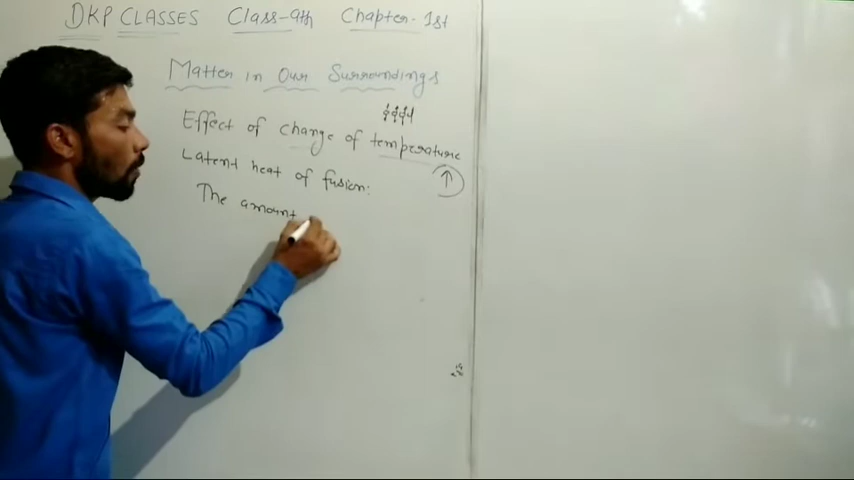 DKP CLASSES Class-9th Chapter-1st
Matter in Our Surroundings
Effect of change of temperature
Latent heat of fusion:
The amount